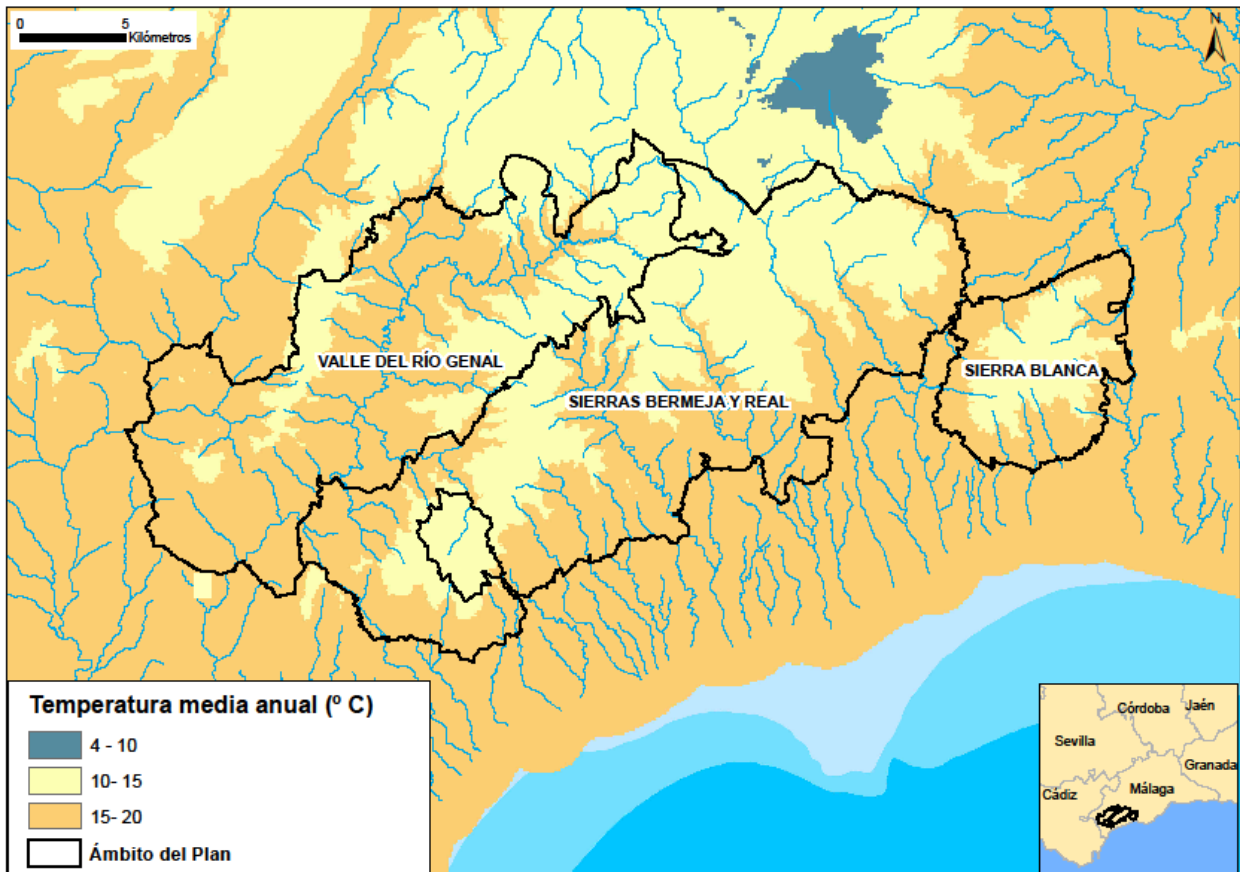 0 5
Kilómetros
N
VALLE DEL RÍO GENAL
SIERRA BLANCA
SIERRAS BERMEJA Y REAL
Temperatura media anual (º C)
4 - 10
10- 15
15- 20
Ámbito del Plan
Córdoba
Jaén
Sevilla
Granada
Málaga
Cádiz